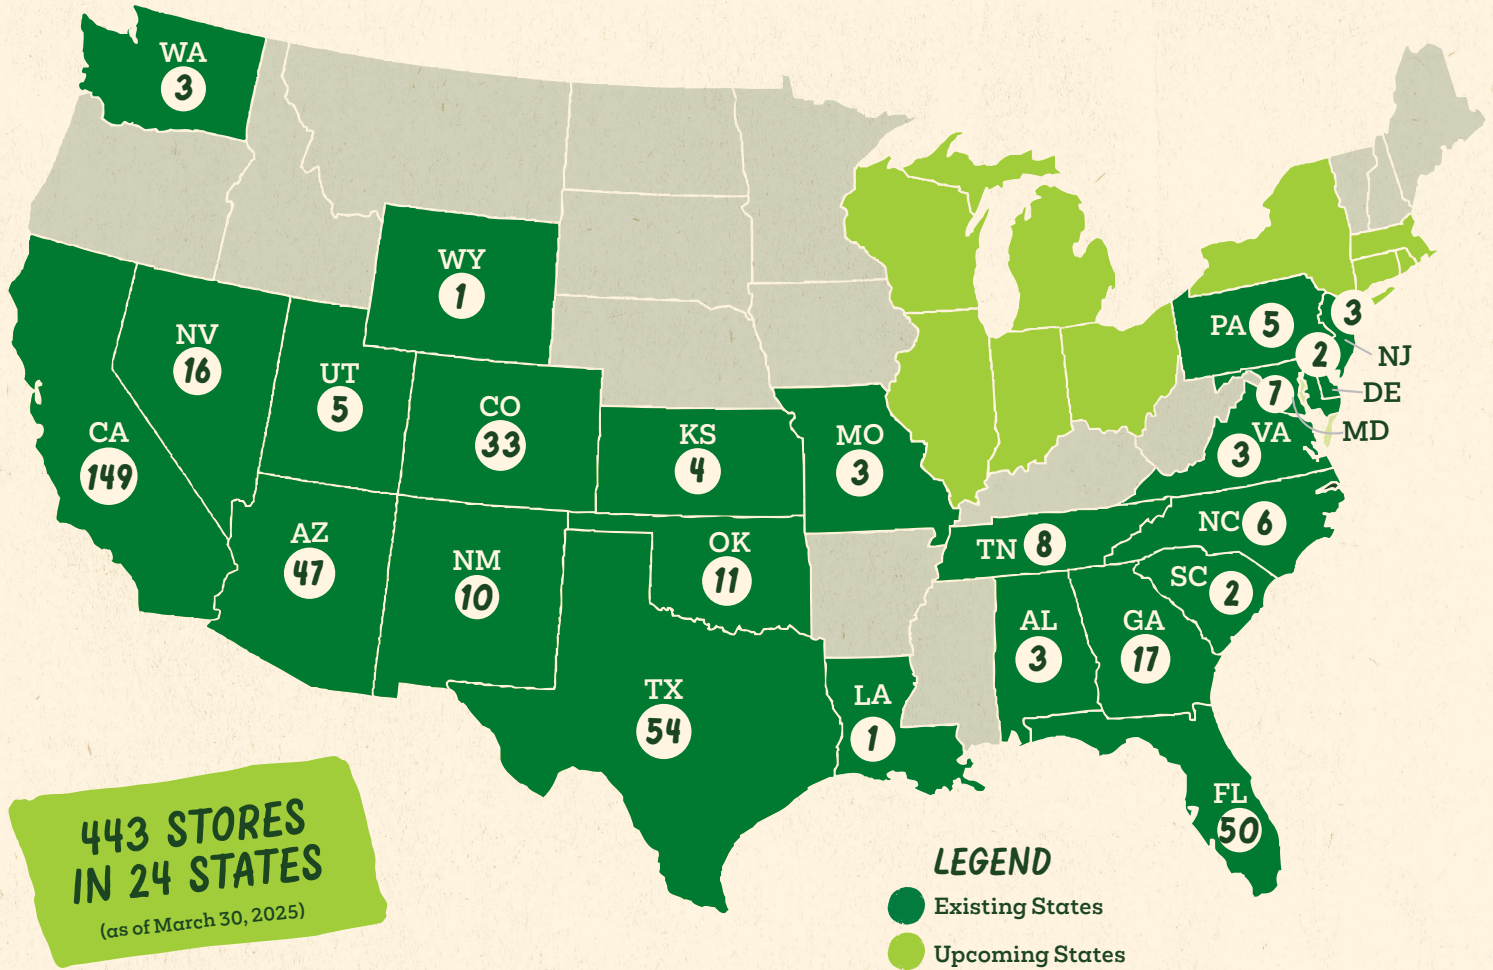 WA
3
WY
1
NV
16
UT
5
CO
33
CA
149
KS
4
MO
3
AZ
47
NM
10
OK
11
TX
54
LA
1
TN 8
AL
3
GA
17
SC 2
NC 6
VA
3
PA 5
3
NJ
2
DE
7
MD
FL
50
443 STORES
IN 24 STATES
(as of March 30, 2025)
LEGEND
Existing States
Upcoming States